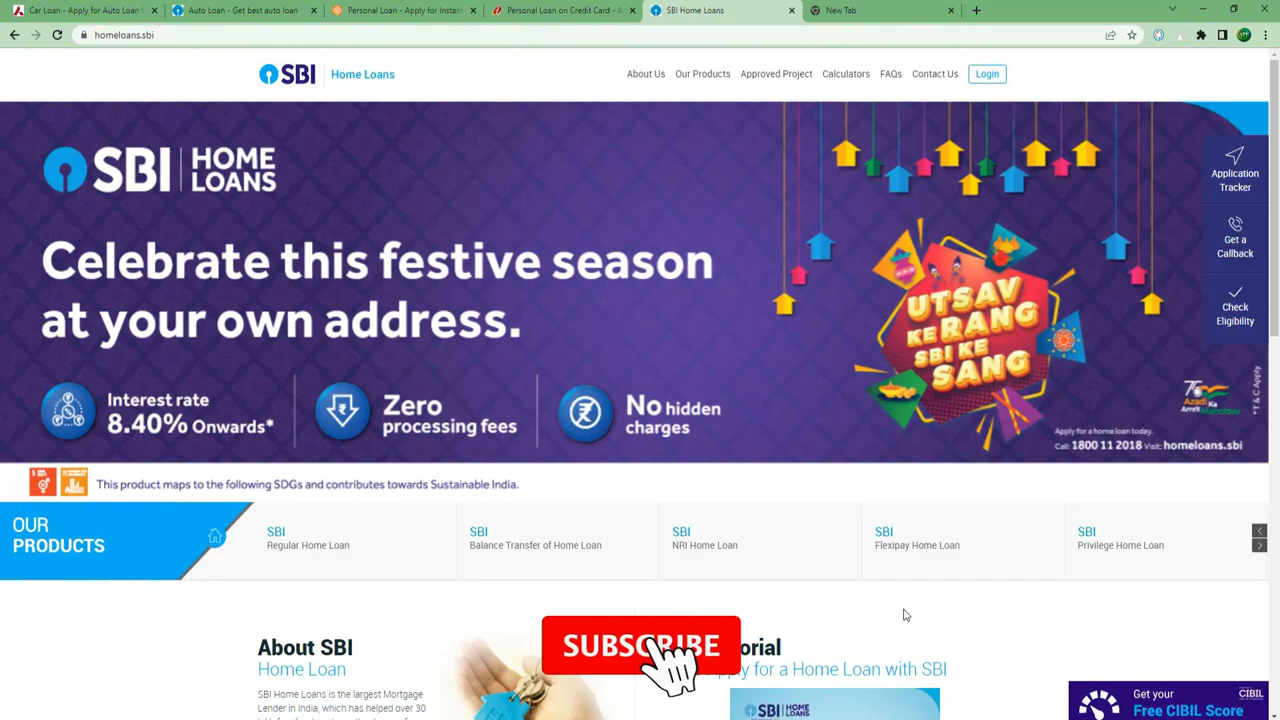 Car Loan - Apply for Auto Loan
Auto Loan - Get best auto loan
Personal Loan - Apply for Instan
Personal Loan on Credit Card - A
SBI Home Loans
New Tab
homeloans.sbi
SBI Home Loans
About Us
Our Products
Approved Project
Calculators
FAQs
Contact Us
Login
SBI HOME
LOANS
Celebrate this festive season
at your own address.
Interest rate
8.40% Onwards*
Zero
processing fees
No hidden
charges
UTSAV
KE RANG
SBI KE
SANG
Azadi Ka
Amrit Mahotsav
*T & C Apply
Apply for a home loan today.
Call: 1800 11 2018 Visit: homeloans.sbi
Application
Tracker
Get a
Callback
Check
Eligibility
This product maps to the following SDGs and contributes towards Sustainable India.
OUR
PRODUCTS
SBI
Regular Home Loan
SBI
Balance Transfer of Home Loan
SBI
NRI Home Loan
SBI
Flexipay Home Loan
SBI
Privilege Home Loan
About SBI
Home Loan
SBI Home Loans is the largest Mortgage
Lender in India, which has helped over 30
SUBSCRIBE
orial
pply for a Home Loan with SBI
SBI HOME
Get your
Free CIBIL Score
CIBIL